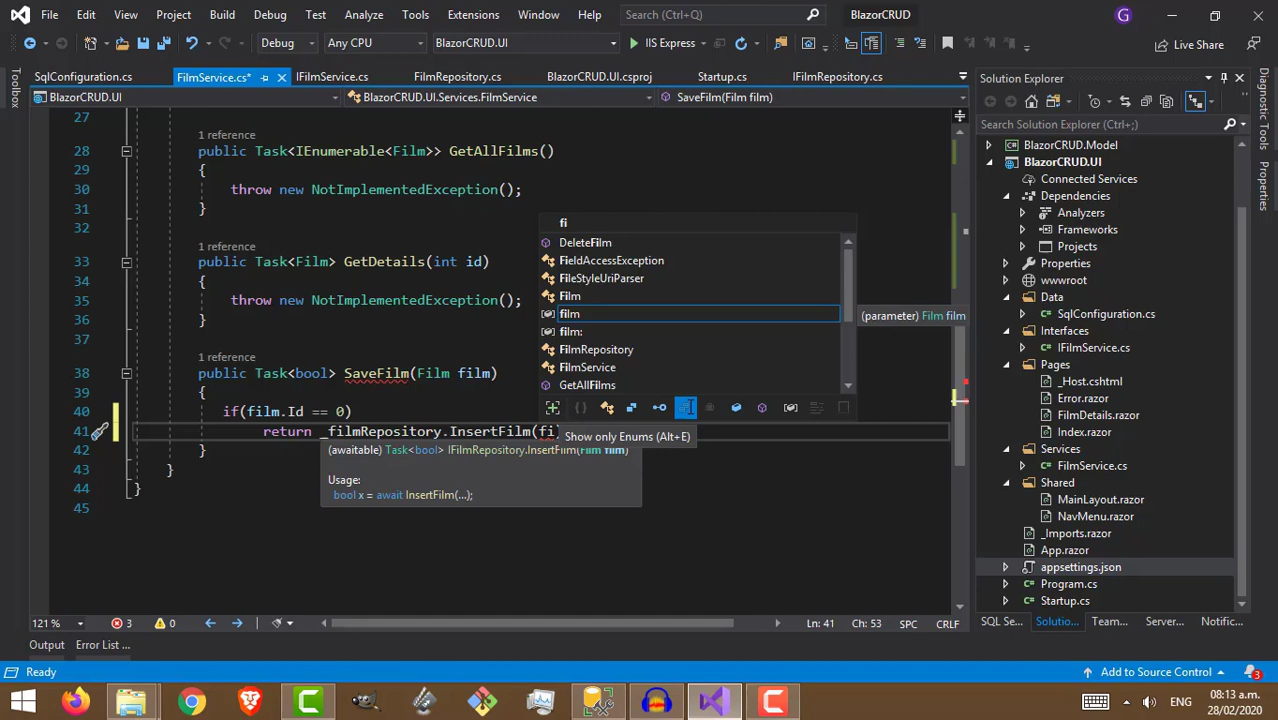 File Edit View Project Build Debug Test Analyze Tools Extensions Window Help Search (Ctrl+Q) BlazorCRUD G
Debug Any CPU BlazorCRUD.UI IIS Express Live Share
SqlConfiguration.cs FilmService.cs* IFilmService.cs FilmRepository.cs BlazorCRUD.UI.csproj Startup.cs IFilmRepository.cs
BlazorCRUD.UI BlazorCRUD.UI.Services.FilmService SaveFilm(Film film)
Toolbox
27
1 reference
28 public Task<IEnumerable<Film>> GetAllFilms()
29 {
30 throw new NotImplementedException();
31 }
32
1 reference
33 public Task<Film> GetDetails(int id)
34 {
35 throw new NotImplementedException();
36 }
37
1 reference
38 public Task<bool> SaveFilm(Film film)
39 {
40 if(film.Id == 0)
41 return _filmRepository.InsertFilm(fi)
42 }
43 }
44 }
45
fi
DeleteFilm
FieldAccessException
FileStyleUriParser
Film
film
film:
FilmRepository
FilmService
GetAllFilms
(parameter) Film film
Show only Enums (Alt+E)
(awaitable) Task<bool> IFilmRepository.InsertFilm(Film film)
Usage:
bool x = await InsertFilm(...);
121 % 3 0 Ln: 41 Ch: 53 SPC CRLF
Output Error List ...
Solution Explorer
Search Solution Explorer (Ctrl+;)
BlazorCRUD.Model
BlazorCRUD.UI
Connected Services
Dependencies
Analyzers
Frameworks
Projects
Properties
wwwroot
Data
SqlConfiguration.cs
Interfaces
IFilmService.cs
Pages
_Host.cshtml
Error.razor
FilmDetails.razor
Index.razor
Services
FilmService.cs
Shared
MainLayout.razor
NavMenu.razor
_Imports.razor
App.razor
appsettings.json
Program.cs
Startup.cs
SQL Se... Solutio... Team... Server... Notific...
Diagnostic Tools
Properties
Ready Add to Source Control 3
ENG 08:13 a.m.
28/02/2020